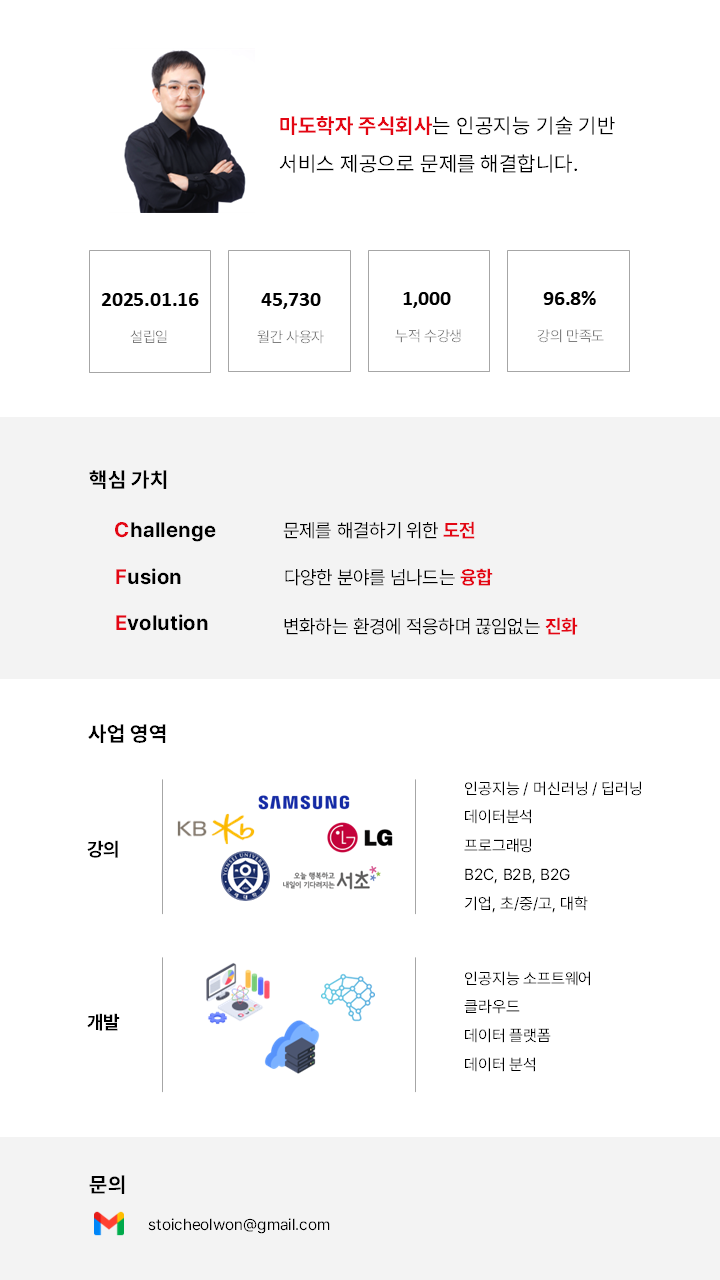 마도학자 주식회사는 인공지능 기술 기반
서비스 제공으로 문제를 해결합니다.
2025.01.16
설립일
45,730
월간 사용자
1,000
누적 수강생
96.8%
강의 만족도
핵심 가치
Challenge
문제를 해결하기 위한 도전
Fusion
다양한 분야를 넘나드는 융합
Evolution
변화하는 환경에 적응하며 끊임없는 진화
사업 영역
강의
SAMSUNG
KB
LG
YONSEI UNIVERSITY
연세대학교
오늘 행복하고
내일이 기다려지는 서초
인공지능 / 머신러닝 / 딥러닝
데이터분석
프로그래밍
B2C, B2B, B2G
기업, 초/중/고, 대학
개발
인공지능 소프트웨어
클라우드
데이터 플랫폼
데이터 분석
문의
stoicheolwon@gmail.com